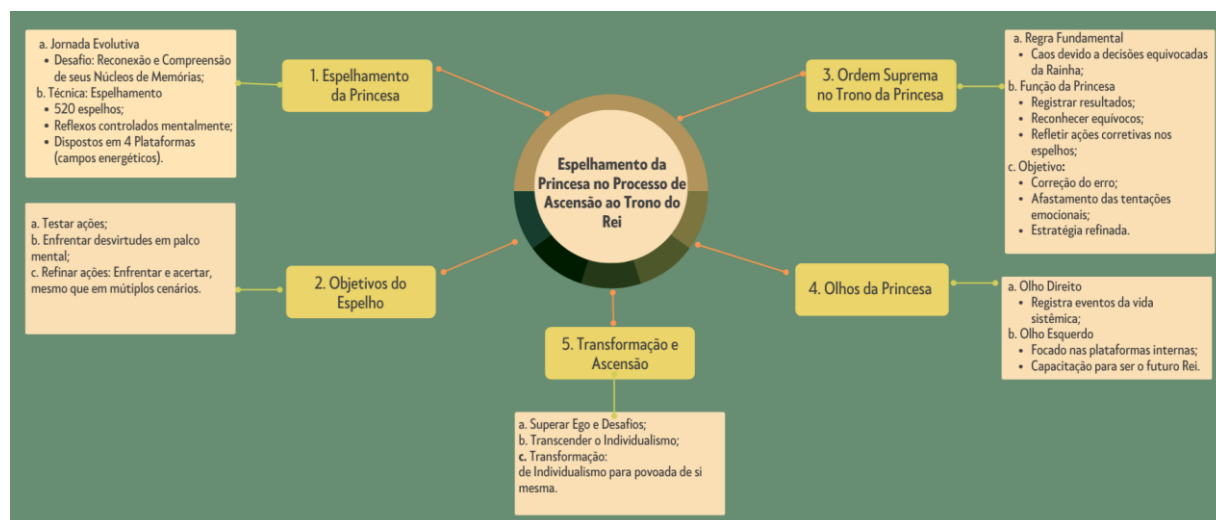 Espelhamento da
Princesa no Processo de
Ascensão ao Trono do
Rei
1. Espelhamento
da Princesa
a. Jornada Evolutiva
• Desafio: Reconexão e Compreensão
de seus Núcleos de Memórias;
b. Técnica: Espelhamento
• 520 espelhos;
• Reflexos controlados mentalmente;
• Dispostos em 4 Plataformas
(campos energéticos).
2. Objetivos do
Espelho
a. Testar ações;
b. Enfrentar desvirtudes em palco
mental;
c. Refinar ações: Enfrentar e acertar,
mesmo que em mútiplos cenários.
3. Ordem Suprema
no Trono da Princesa
a. Regra Fundamental
• Caos devido a decisões equivocadas
da Rainha;
b. Função da Princesa
• Registrar resultados;
• Reconhecer equívocos;
• Refletir ações corretivas nos
espelhos;
c. Objetivo:
• Correção do erro;
• Afastamento das tentações
emocionais;
• Estratégia refinada.
4. Olhos da Princesa
a. Olho Direito
• Registra eventos da vida
sistêmica;
b. Olho Esquerdo
• Focado nas plataformas internas;
• Capacitação para ser o futuro Rei.
5. Transformação e
Ascensão
a. Superar Ego e Desafios;
b. Transcender o Individualismo;
c. Transformação:
de Individualismo para povoada de si
mesma.